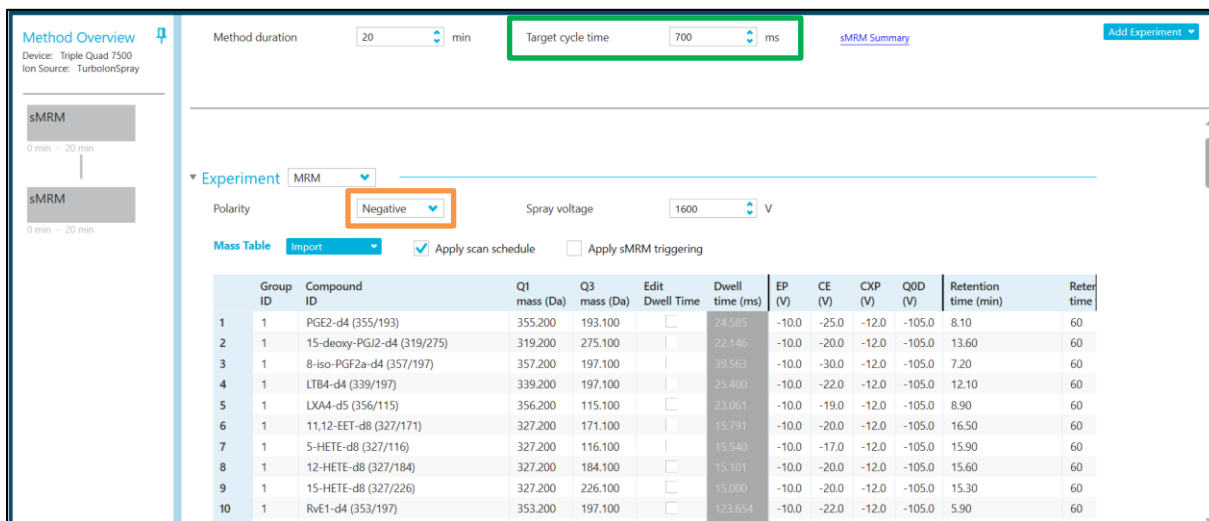 Method Overview
Device: Triple Quad 7500
Ion Source: TurboIonSpray
sMRM
0 min - 20 min
sMRM
0 min - 20 min
Method duration 20 min Target cycle time 700 ms sMRM Summary Add Experiment
Experiment MRM
Polarity Negative Spray voltage 1600 V
Mass Table Import Apply scan schedule Apply sMRM triggering
Group ID Compound ID Q1 mass (Da) Q3 mass (Da) Edit Dwell Time Dwell time (ms) EP (V) CE (V) CXP (V) Q0D (V) Retention time (min) Reter time
1 1 PGE2-d4 (355/193) 355.200 193.100 24.585 -10.0 -25.0 -12.0 -105.0 8.10 60
2 1 15-deoxy-PGJ2-d4 (319/275) 319.200 275.100 22.146 -10.0 -20.0 -12.0 -105.0 13.60 60
3 1 8-iso-PGF2a-d4 (357/197) 357.200 197.100 39.563 -10.0 -30.0 -12.0 -105.0 7.20 60
4 1 LTB4-d4 (339/197) 339.200 197.100 25.400 -10.0 -22.0 -12.0 -105.0 12.10 60
5 1 LXA4-d5 (356/115) 356.200 115.100 23.061 -10.0 -19.0 -12.0 -105.0 8.90 60
6 1 11,12-EET-d8 (327/171) 327.200 171.100 15.791 -10.0 -20.0 -12.0 -105.0 16.50 60
7 1 5-HETE-d8 (327/116) 327.200 116.100 15.540 -10.0 -17.0 -12.0 -105.0 15.90 60
8 1 12-HETE-d8 (327/184) 327.200 184.100 15.101 -10.0 -20.0 -12.0 -105.0 15.60 60
9 1 15-HETE-d8 (327/226) 327.200 226.100 15.000 -10.0 -20.0 -12.0 -105.0 15.30 60
10 1 RvE1-d4 (353/197) 353.200 197.100 123.654 -10.0 -22.0 -12.0 -105.0 5.90 60